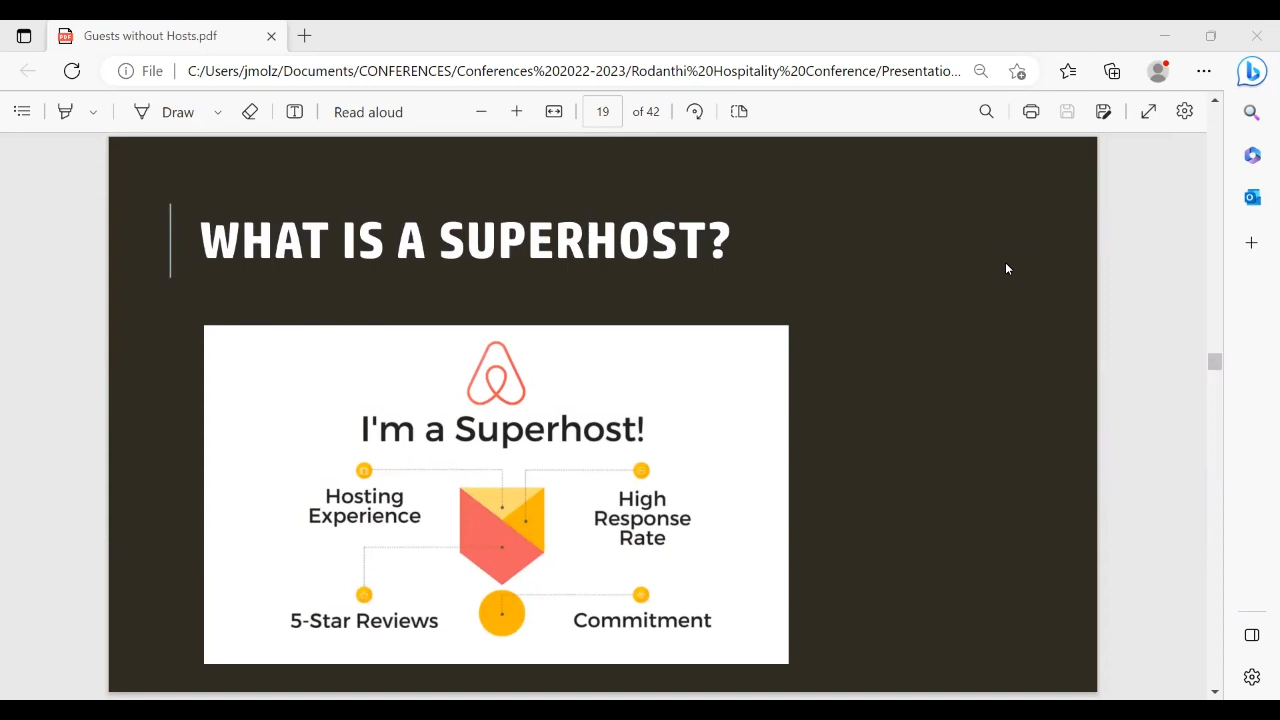 Guests without Hosts.pdf
File
C:/Users/jmolz/Documents/CONFERENCES/Conferences%202022-2023/Rodanthi%20Hospitality%20Conference/Presentatio...
Draw
Read aloud
19 of 42
WHAT IS A SUPERHOST?
I'm a Superhost!
Hosting
Experience
High
Response
Rate
5-Star Reviews
Commitment